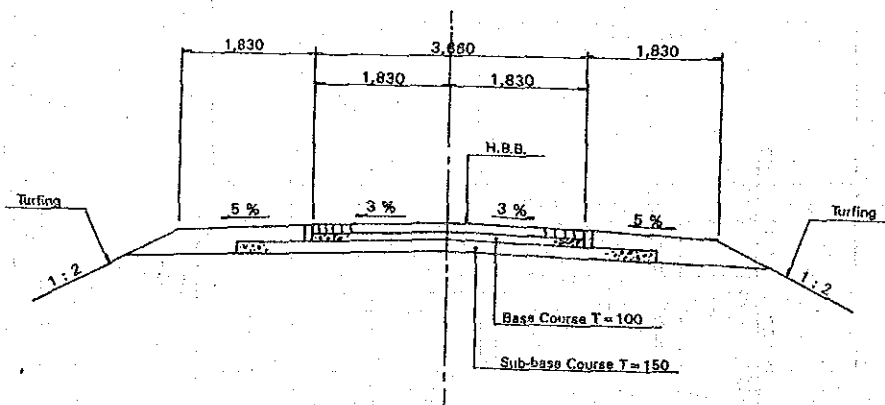 1,830
3,660
1,830
1,830
1,830
H.B.B.
Turfing
5 %
3 %
3 %
5 %
Turfing
1 : 2
1 : 2
Base Course T = 100
Sub-base Course T = 150